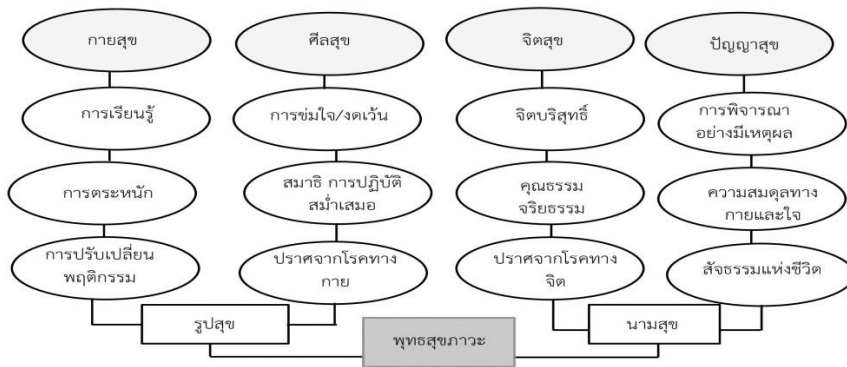 กายสุข
ศีลสุข
จิตสุข
ปัญญาสุข
การเรียนรู้
การข่มใจ/งดเว้น
จิตบริสุทธิ์
การพิจารณา
อย่างมีเหตุผล
การตระหนัก
สมาธิ การปฏิบัติ
สม่ำเสมอ
คุณธรรม
จริยธรรม
ความสมดุลทาง
กายและใจ
การปรับเปลี่ยน
พฤติกรรม
ปราศจากโรคทาง
กาย
ปราศจากโรคทาง
จิต
สัจธรรมแห่งชีวิต
รูปสุข
พุทธสุขภาวะ
นามสุข